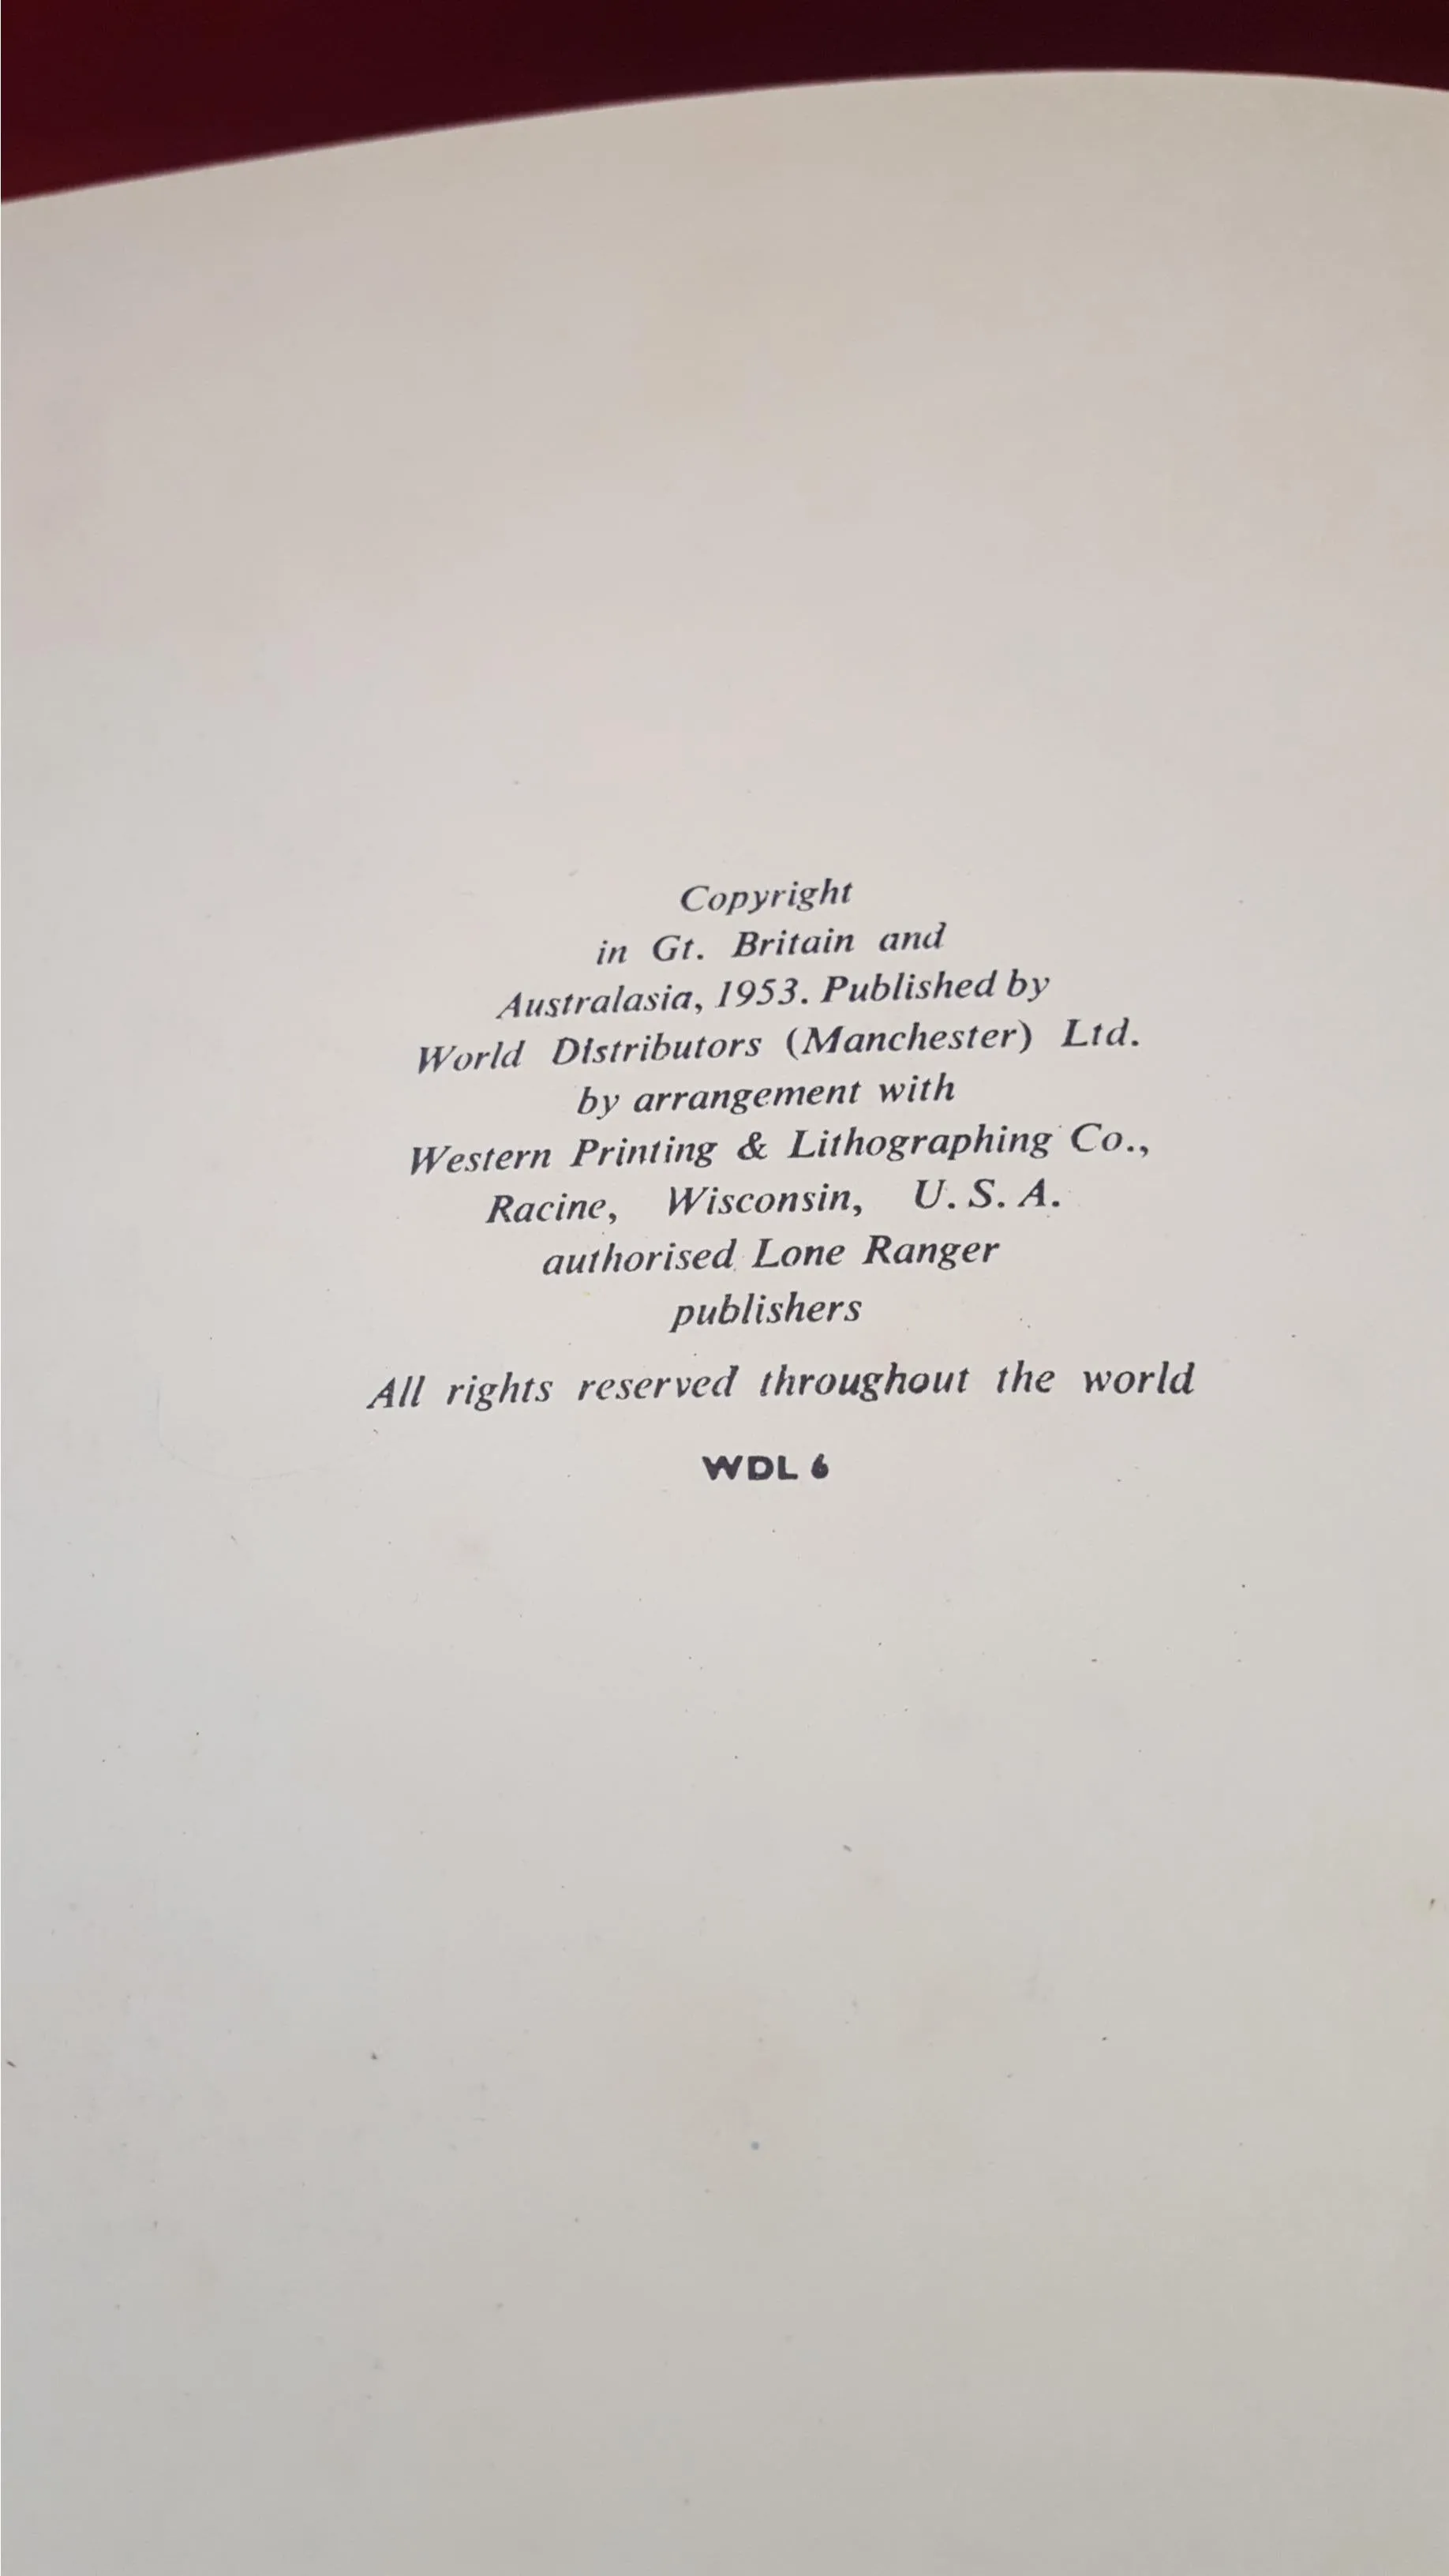 Copyright
in Gt. Britain and
Australasia, 1953. Published by
World Distributors (Manchester) Ltd.
by arrangement with
Western Printing & Lithographing Co.,
Racine, Wisconsin, U. S. A.
authorised Lone Ranger
publishers
All rights reserved throughout the world
WDL 6